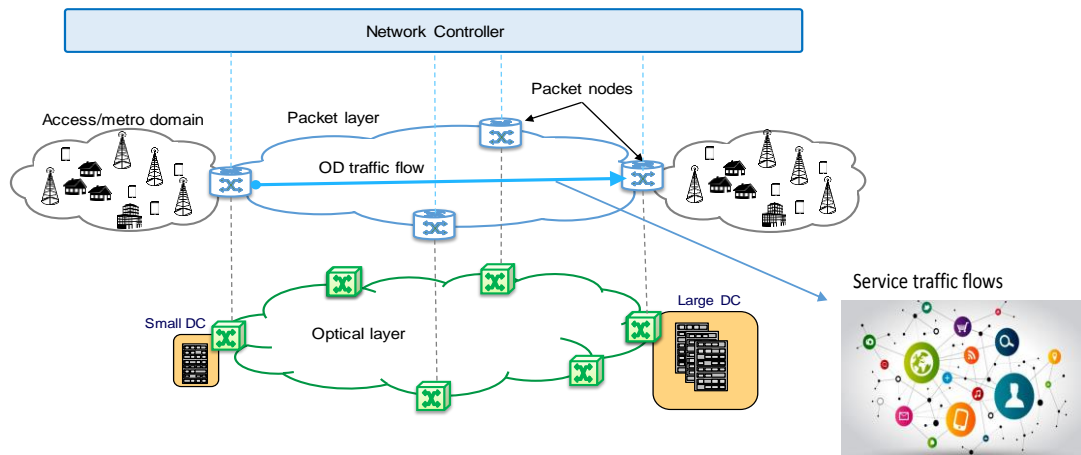 Network Controller
Packet nodes
Access/metro domain
Packet layer
OD traffic flow
Service traffic flows
Small DC
Large DC
Optical layer